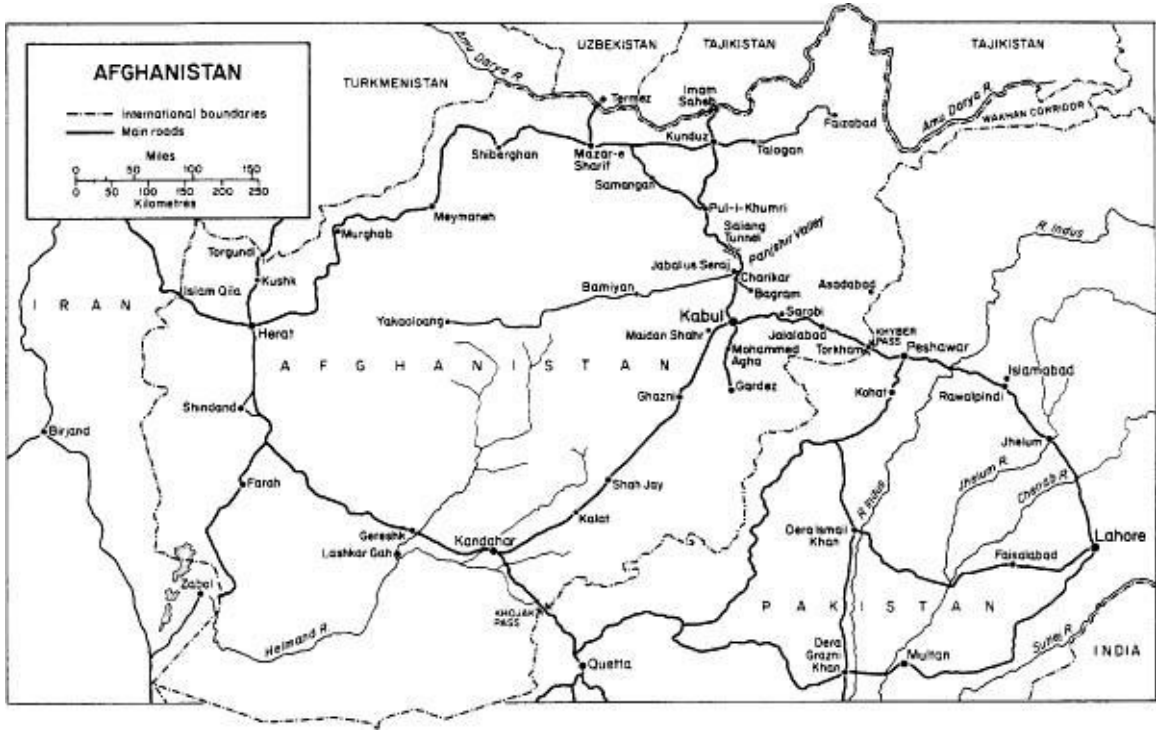 AFGHANISTAN
International boundaries
Main roads
Miles
0 50 100 150
0 50 100 150 200 250
Kilometres
UZBEKISTAN
TAJIKISTAN
TAJIKISTAN
TURKMENISTAN
Amu Darya R.
Amu Darya R.
WAKHAN CORRIDOR
Termez
Imam
Saheb
Faizabad
Kunduz
Talogan
Shiberghan
Mazar-e
Sharif
Samangan
Meymaneh
Pul-i-Khumri
Salang
Tunnel
Panjshir Valley
Murghab
Torgundi
Kushk
Islam Qila
Herat
Jabal us Seraj
Charikar
Bagram
Bamiyan
Yakaolang
Asadabad
R. Indus
IRAN
Kabul
Sarobi
Maidan Shahr
Jalalabad
KHYBER
PASS
Torkham
Peshawar
Mohammed
Agha
AFGHANISTAN
Gardez
Ghazni
Kohat
Islamabad
Rawalpindi
Shindand
Birjand
Jhelum
Farah
Shah Jay
Jhelum R.
Chenab R.
R. Indus
Kalat
Gereshk
Kandahar
Lashkar Gah
Dera Ismail
Khan
Faisalabad
Lahore
Zabol
KHOJAK
PASS
PAKISTAN
Helmand R.
Dera
Grazni
Khan
Multan
Sutlej R.
INDIA
Quetta